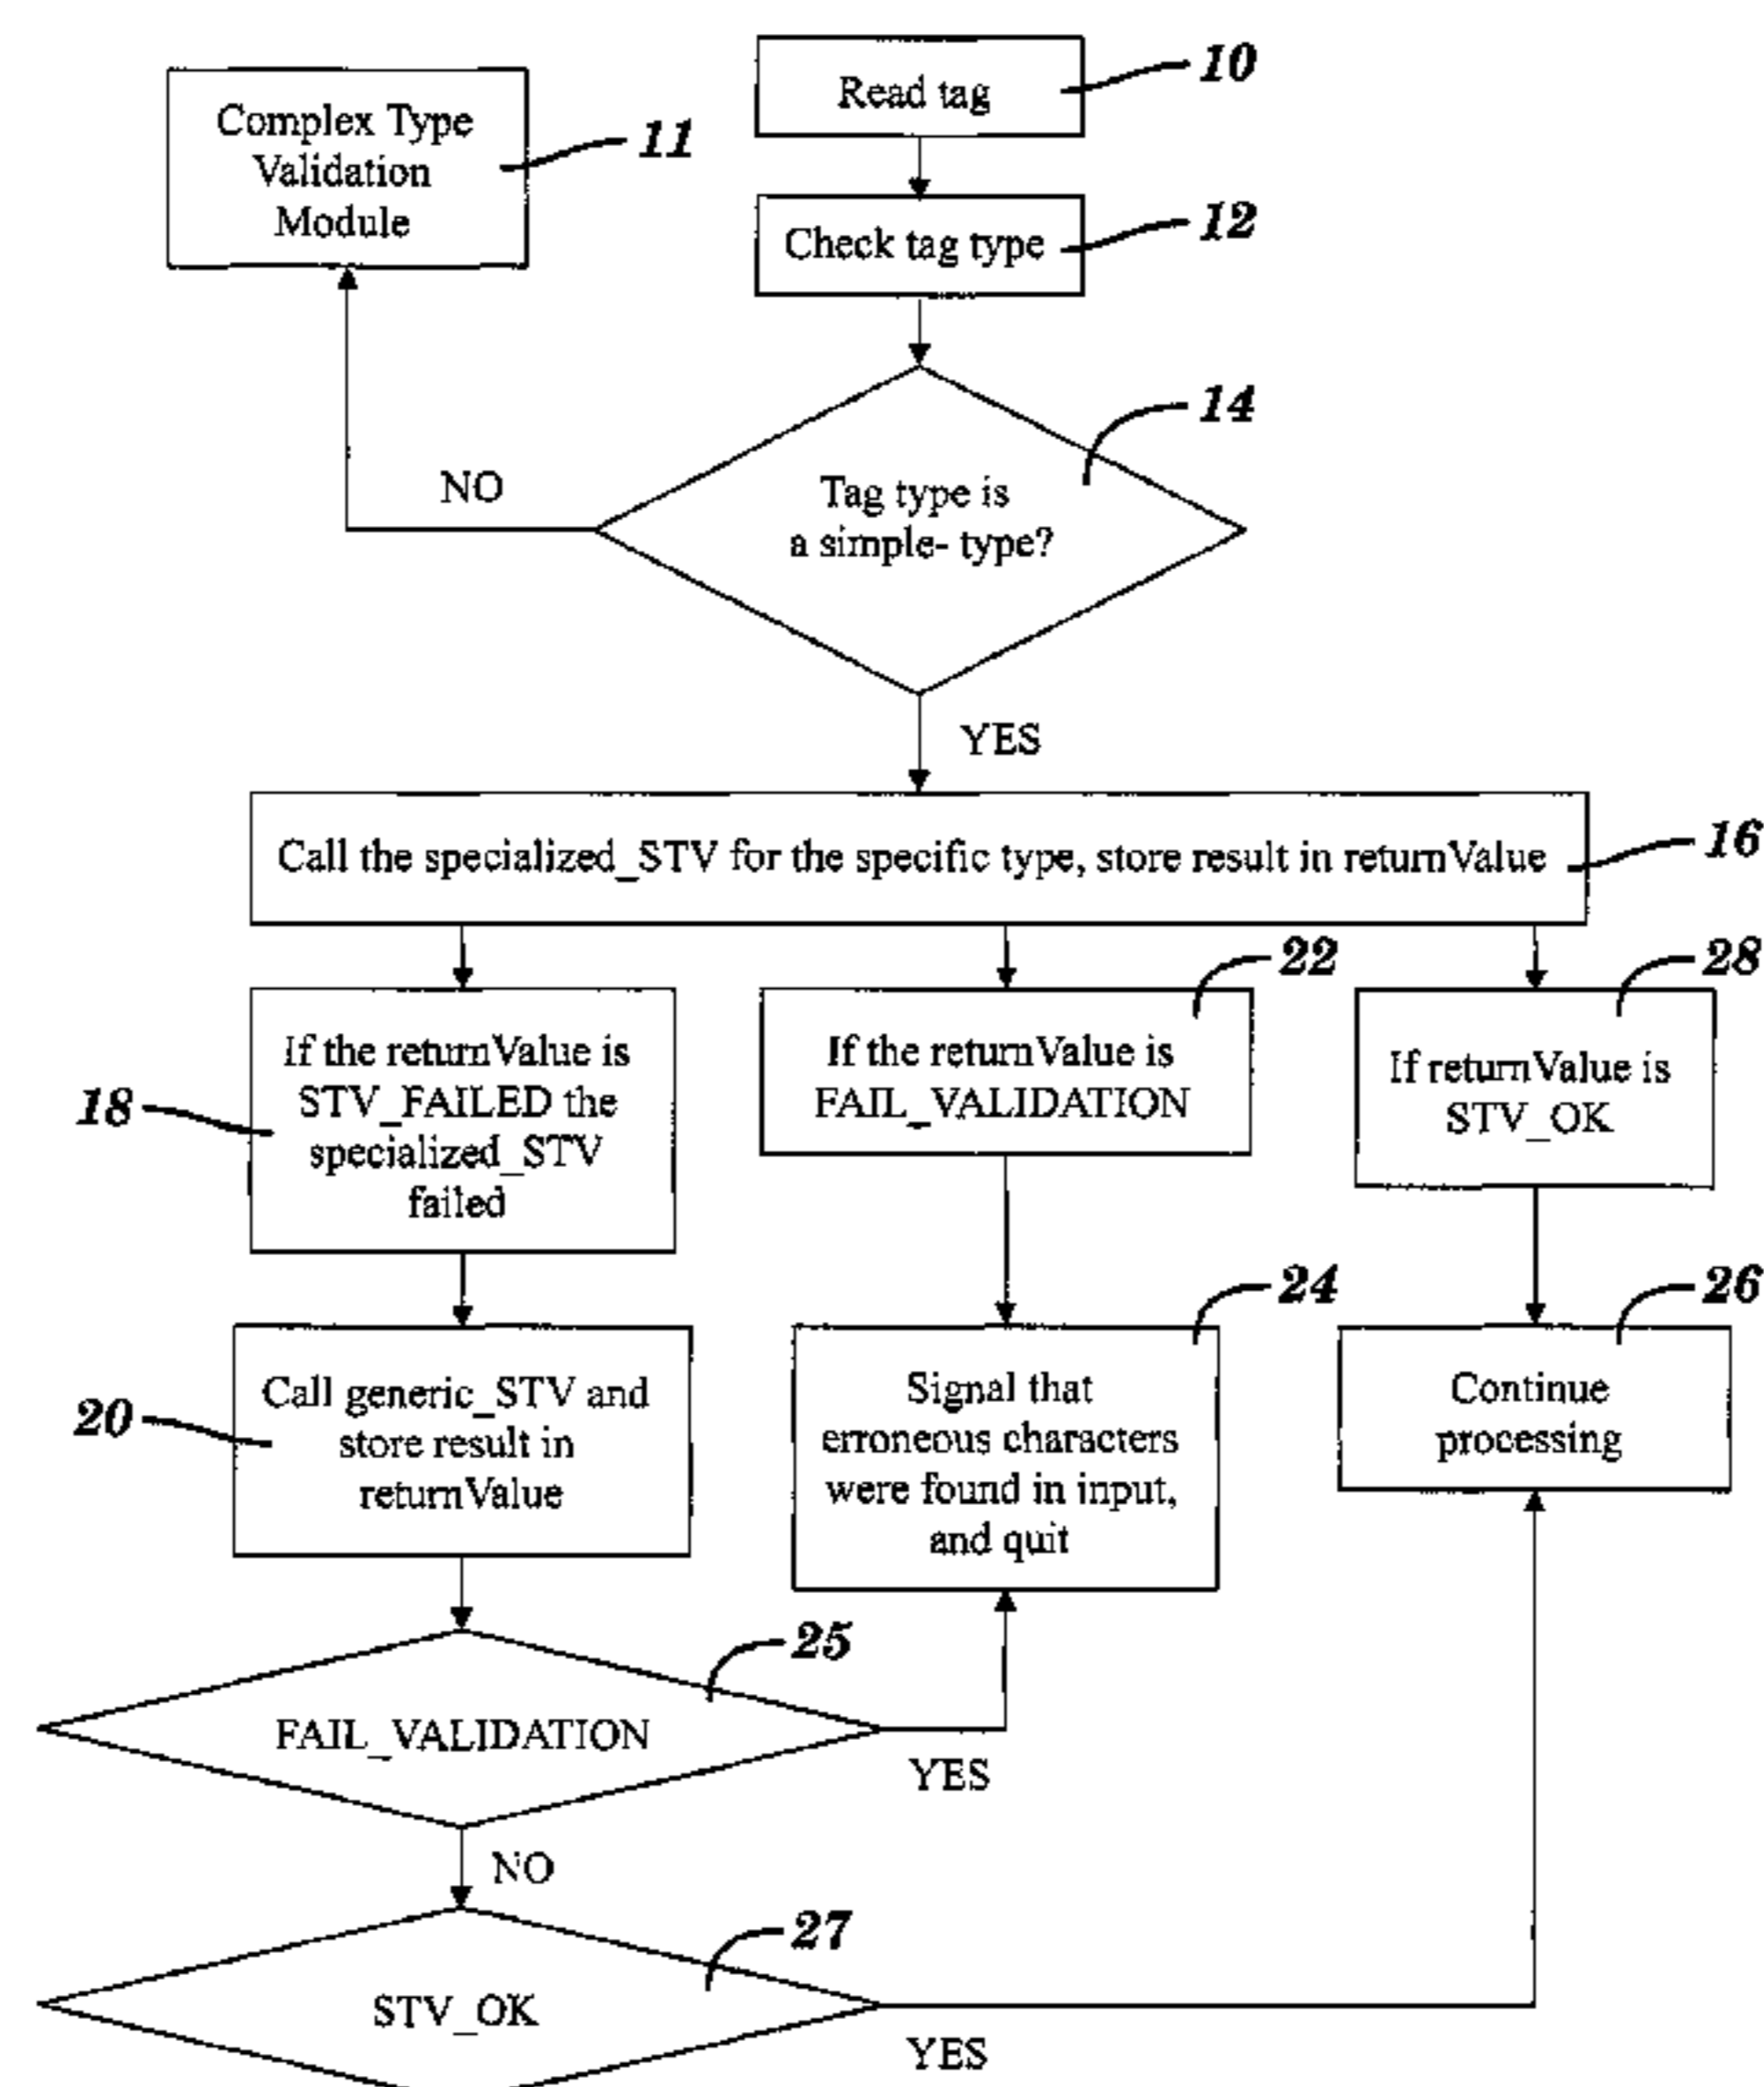 Read tag
10
Complex Type
Validation
Module
11
Check tag type
12
14
Tag type is
a simple- type?
NO
YES
Call the specialized_STV for the specific type, store result in returnValue
16
22
28
If the returnValue is
STV_FAILED the
specialized_STV
failed
18
If the returnValue is
FAIL_VALIDATION
If returnValue is
STV_OK
24
26
Call generic_STV and
store result in
returnValue
20
Signal that
erroneous characters
were found in input,
and quit
Continue
processing
25
FAIL_VALIDATION
YES
NO
27
STV_OK
YES